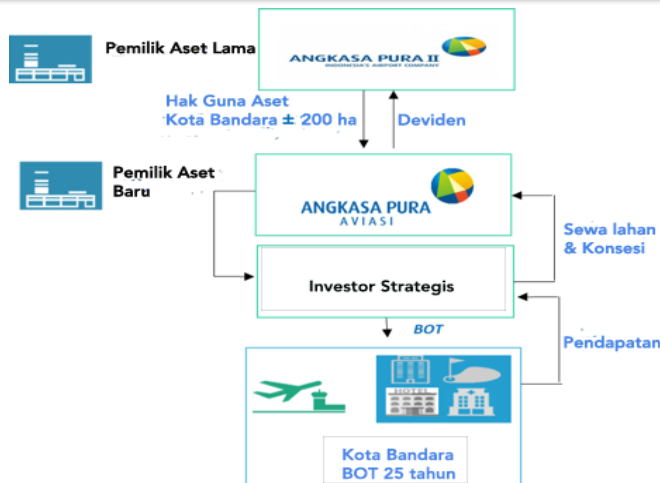 Pemilik Aset Lama
ANGKASA PURA II
INDONESIA'S AIRPORT COMPANY
Hak Guna Aset
Kota Bandara ± 200 ha
Deviden
Pemilik Aset
Baru
ANGKASA PURA
AVIASI
Sewa lahan
& Konsesi
Investor Strategis
BOT
Pendapatan
HOTEL
Kota Bandara
BOT 25 tahun